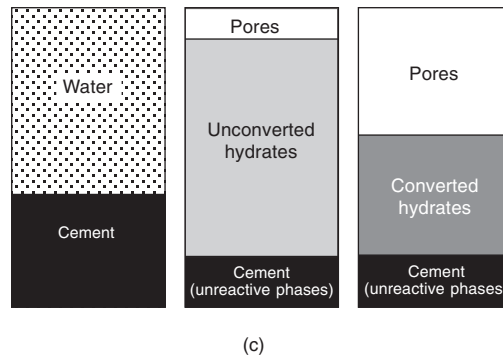 Water
Cement
Pores
Unconverted
hydrates
Cement
(unreactive phases)
Pores
Converted
hydrates
Cement
(unreactive phases)
(c)